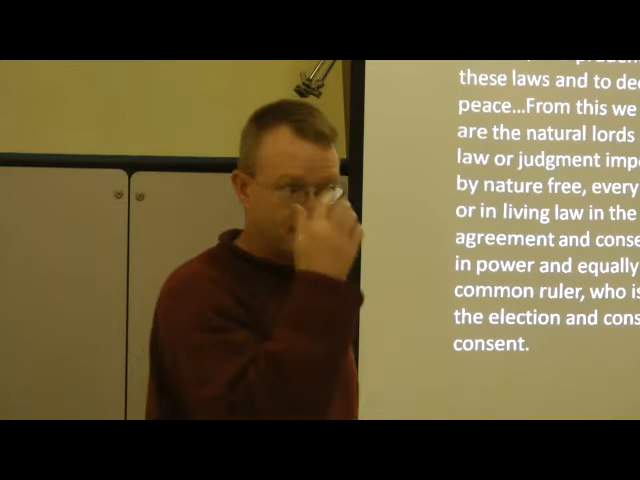 these laws and to de
peace...From this we
are the natural lords
law or judgment imp
by nature free, every
or in living law in the
agreement and conse
in power and equally
common ruler, who is
the election and cons
consent.